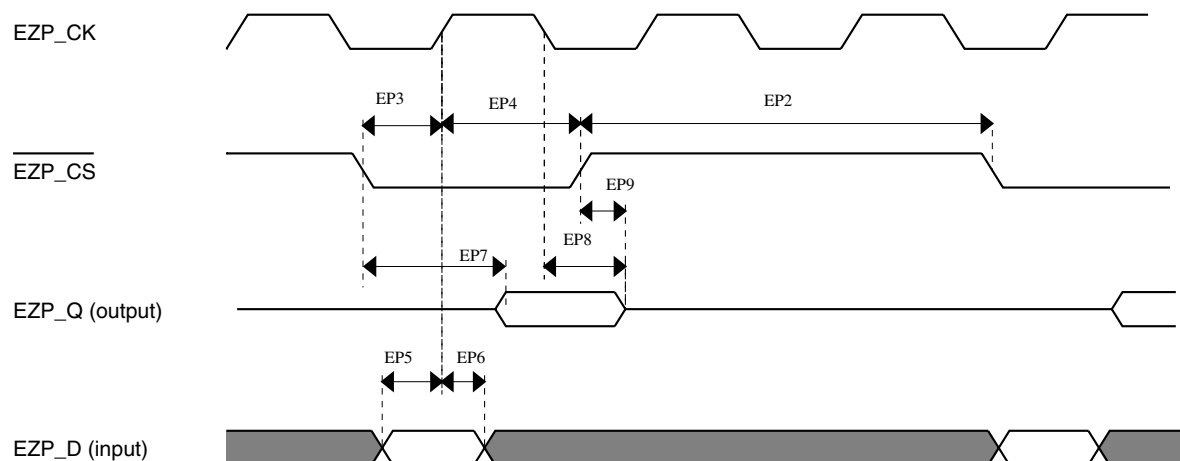 EZP_CK
EP3
EP4
EP2
EZP_CS
EP9
EP8
EP7
EZP_Q (output)
EP5
EP6
EZP_D (input)